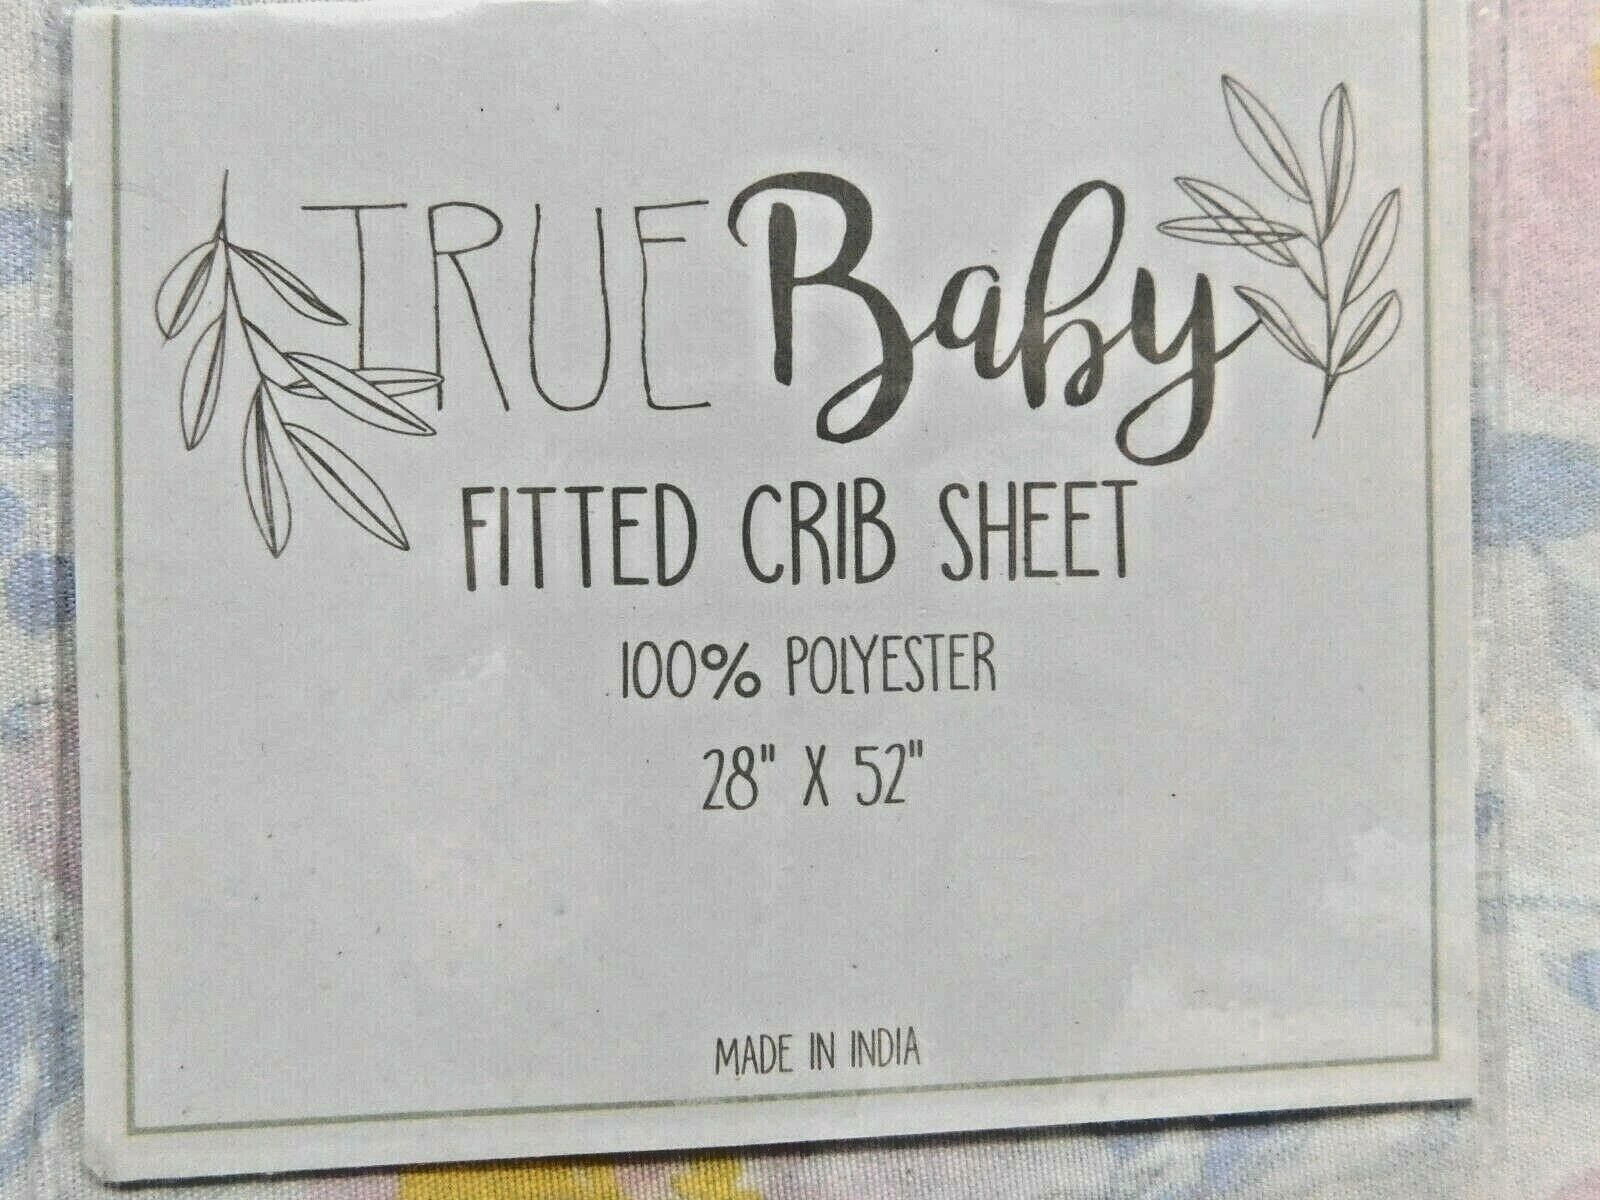 TRUE Baby
FITTED CRIB SHEET
100% POLYESTER
28" X 52"
MADE IN INDIA